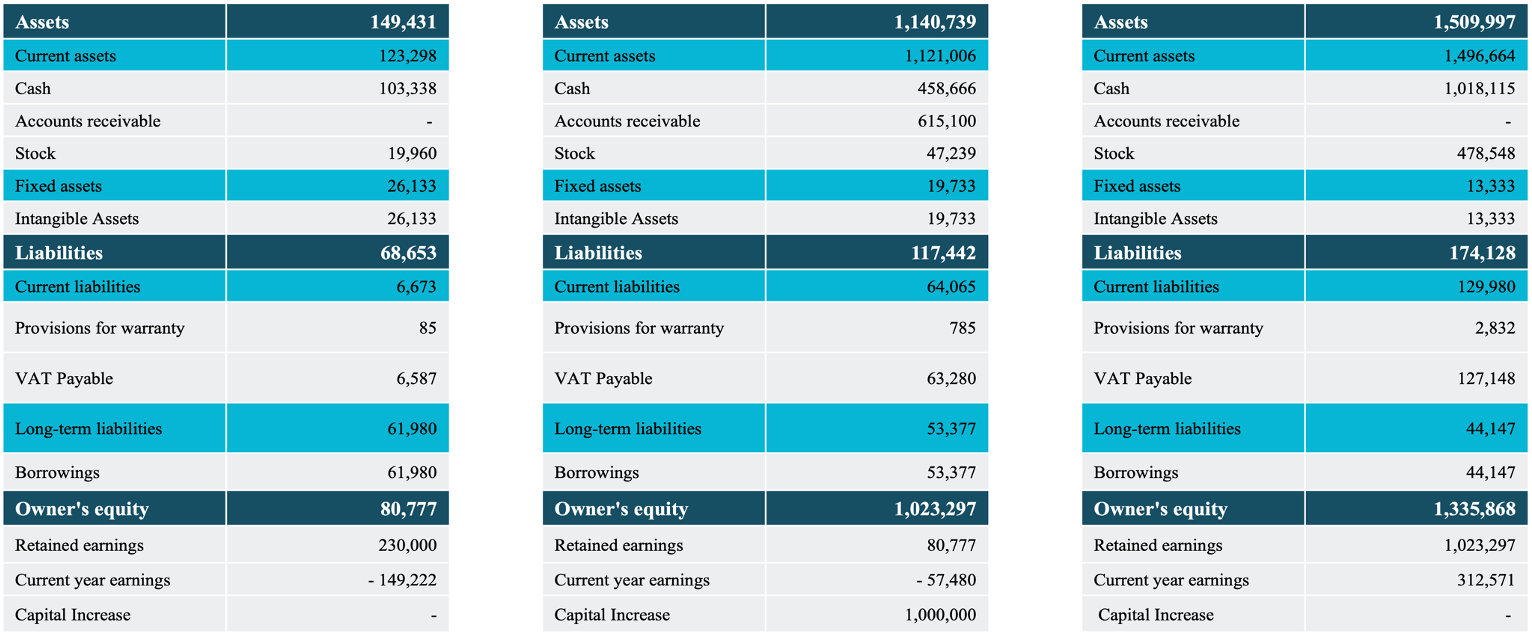 Assets 149,431
Current assets 123,298
Cash 103,338
Accounts receivable -
Stock 19,960
Fixed assets 26,133
Intangible Assets 26,133
Liabilities 68,653
Current liabilities 6,673
Provisions for warranty 85
VAT Payable 6,587
Long-term liabilities 61,980
Borrowings 61,980
Owner's equity 80,777
Retained earnings 230,000
Current year earnings - 149,222
Capital Increase -
Assets 1,140,739
Current assets 1,121,006
Cash 458,666
Accounts receivable 615,100
Stock 47,239
Fixed assets 19,733
Intangible Assets 19,733
Liabilities 117,442
Current liabilities 64,065
Provisions for warranty 785
VAT Payable 63,280
Long-term liabilities 53,377
Borrowings 53,377
Owner's equity 1,023,297
Retained earnings 80,777
Current year earnings - 57,480
Capital Increase 1,000,000
Assets 1,509,997
Current assets 1,496,664
Cash 1,018,115
Accounts receivable -
Stock 478,548
Fixed assets 13,333
Intangible Assets 13,333
Liabilities 174,128
Current liabilities 129,980
Provisions for warranty 2,832
VAT Payable 127,148
Long-term liabilities 44,147
Borrowings 44,147
Owner's equity 1,335,868
Retained earnings 1,023,297
Current year earnings 312,571
Capital Increase -